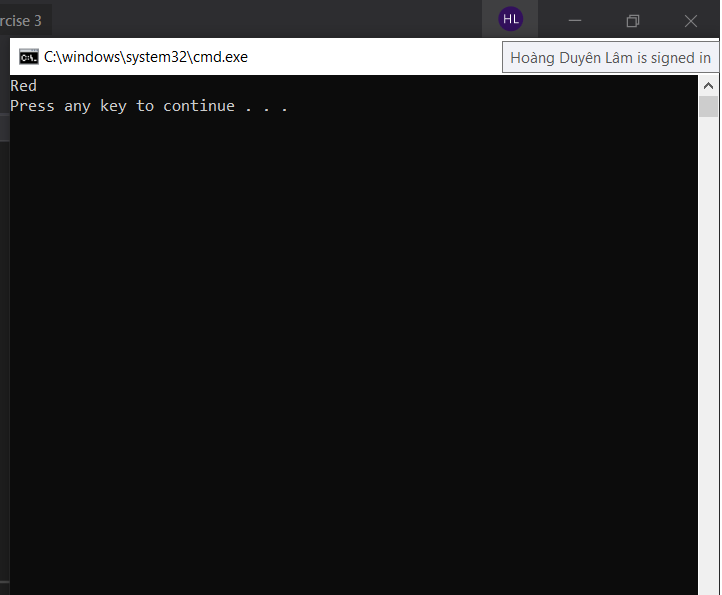 rcise 3
HL
C:\windows\system32\cmd.exe
Hoàng Duyên Lâm is signed in
Red
Press any key to continue . . .